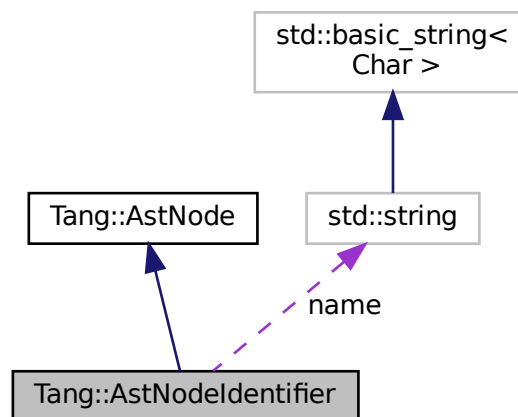 std::basic_string<
Char >
Tang::AstNode
std::string
name
Tang::AstNodeIdentifier